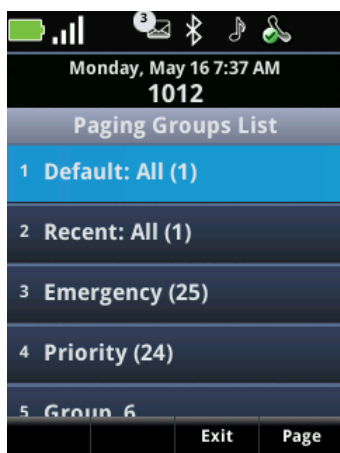 3
Monday, May 16 7:37 AM
1012
Paging Groups List
1 Default: All (1)
2 Recent: All (1)
3 Emergency (25)
4 Priority (24)
5 Group 6
Exit Page